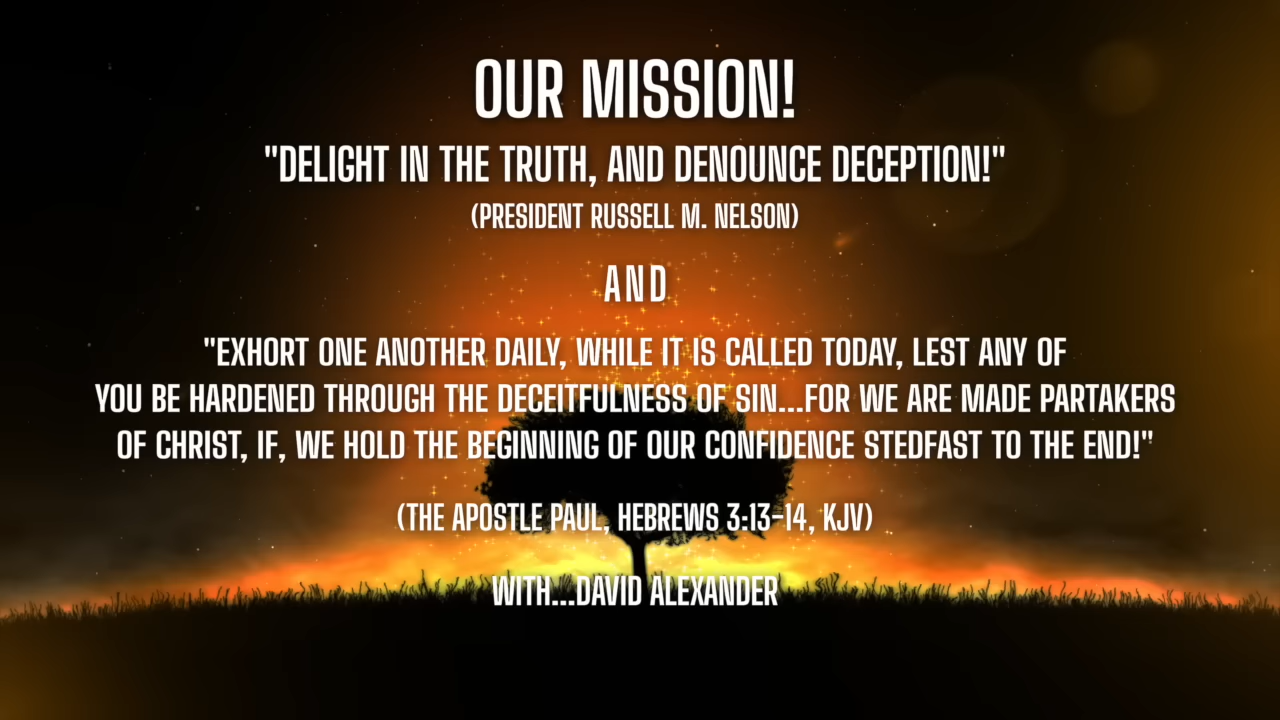 OUR MISSION!
"DELIGHT IN THE TRUTH, AND DENOUNCE DECEPTION!"
(PRESIDENT RUSSELL M. NELSON)
AND
"EXHORT ONE ANOTHER DAILY, WHILE IT IS CALLED TODAY, LEST ANY OF
YOU BE HARDENED THROUGH THE DECEITFULNESS OF SIN...FOR WE ARE MADE PARTAKERS
OF CHRIST, IF, WE HOLD THE BEGINNING OF OUR CONFIDENCE STEDFAST TO THE END!"
(THE APOSTLE PAUL, HEBREWS 3:13-14, KJV)
WITH...DAVID ALEXANDER